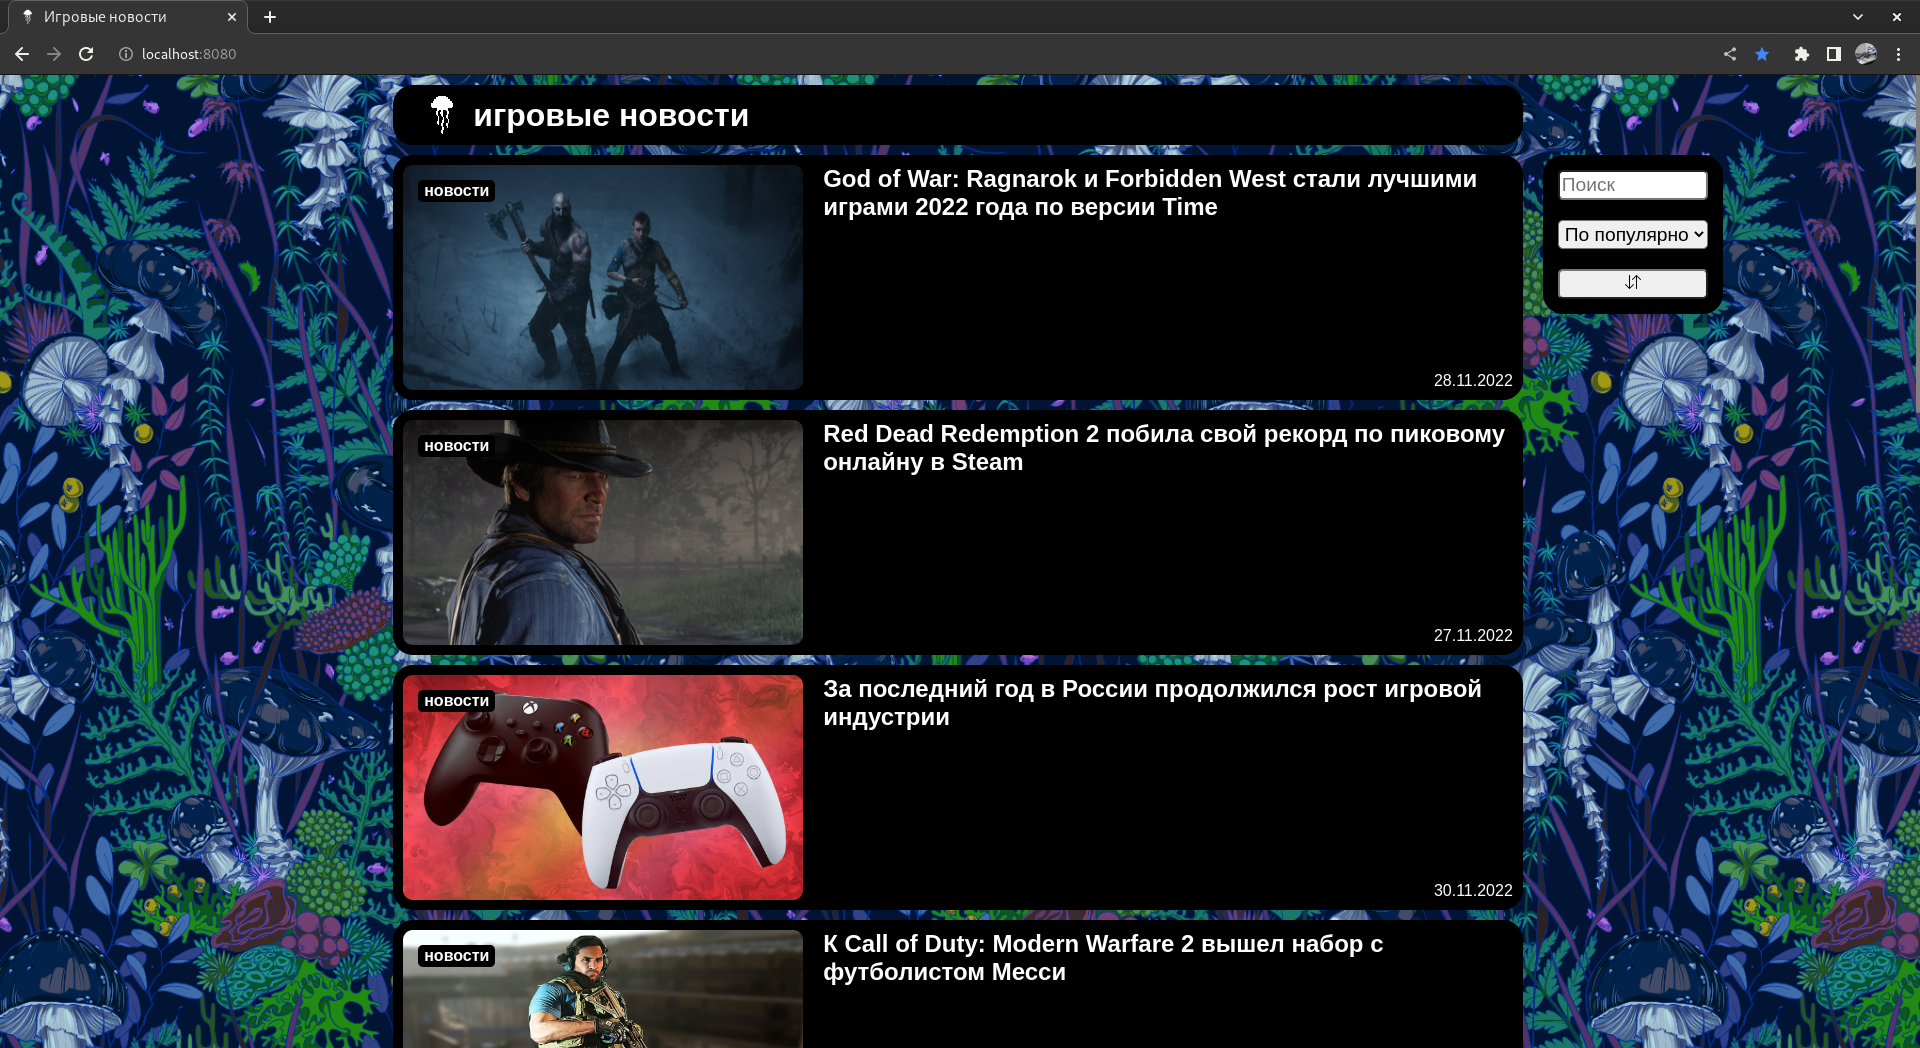 Игровые новости
localhost:8080
игровые новости
новости
God of War: Ragnarok и Forbidden West стали лучшими
играми 2022 года по версии Time
28.11.2022
Поиск
По популярно
новости
Red Dead Redemption 2 побила свой рекорд по пиковому
онлайну в Steam
27.11.2022
новости
За последний год в России продолжился рост игровой
индустрии
30.11.2022
новости
К Call of Duty: Modern Warfare 2 вышел набор с
футболистом Месси